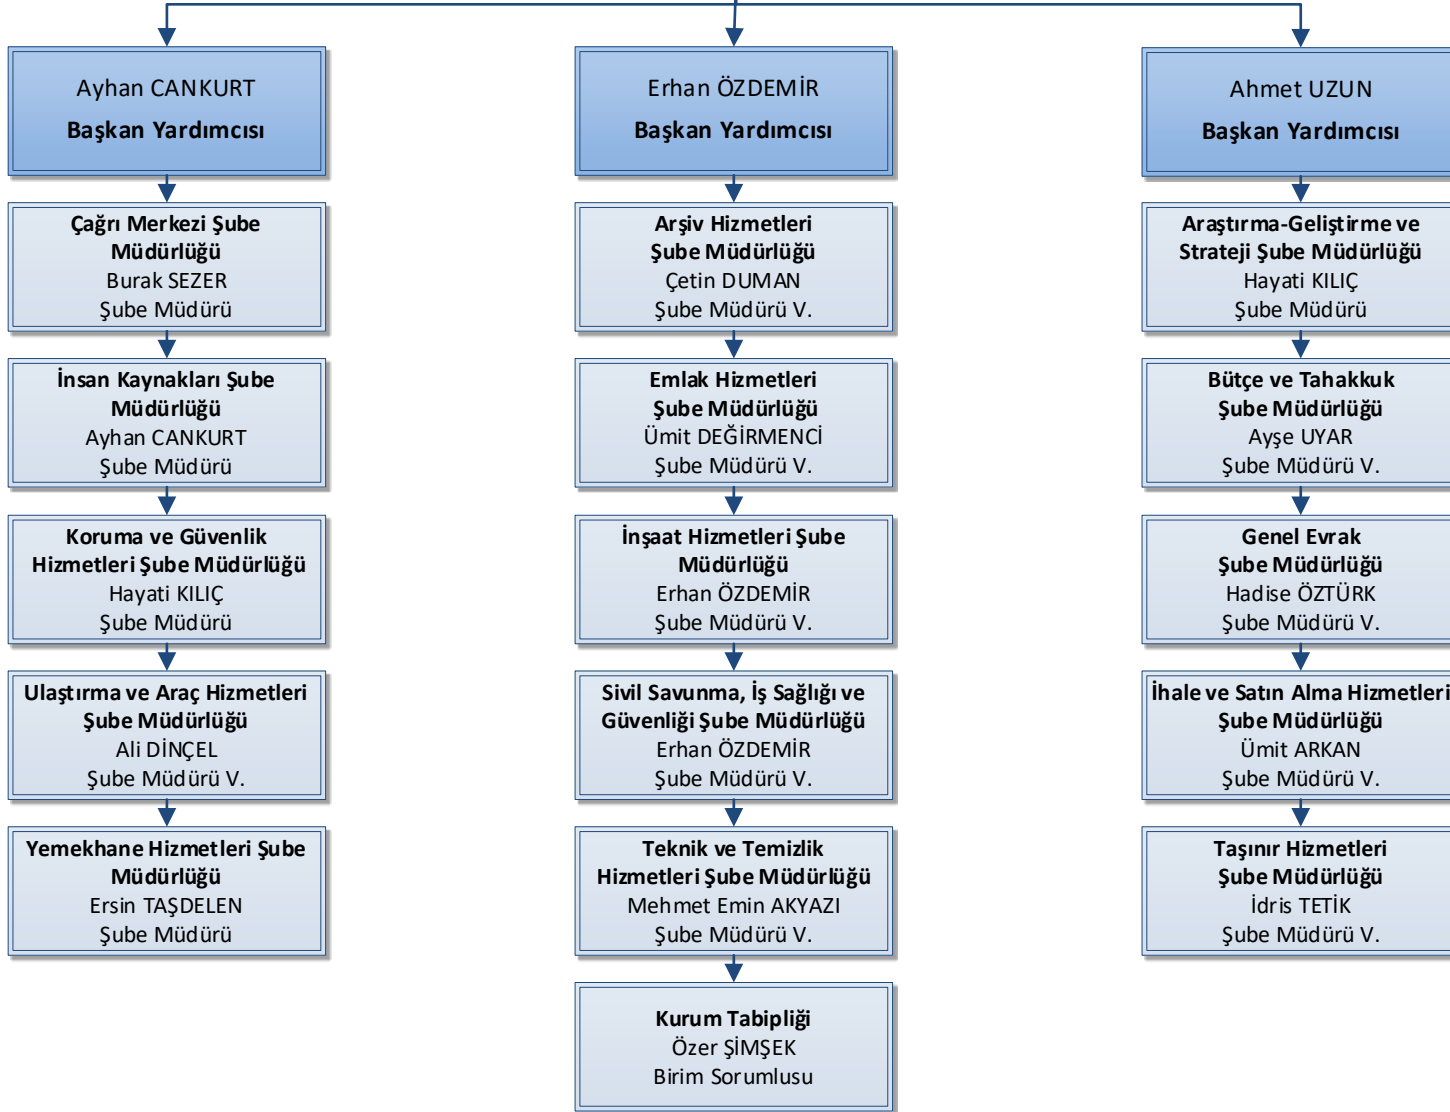 Ayhan CANKURT
Başkan Yardımcısı
Çağrı Merkezi Şube
Müdürlüğü
Burak SEZER
Şube Müdürü
İnsan Kaynakları Şube
Müdürlüğü
Ayhan CANKURT
Şube Müdürü
Koruma ve Güvenlik
Hizmetleri Şube Müdürlüğü
Hayati KILIÇ
Şube Müdürü
Ulaştırma ve Araç Hizmetleri
Şube Müdürlüğü
Ali DİNÇEL
Şube Müdürü V.
Yemekhane Hizmetleri Şube
Müdürlüğü
Ersin TAŞDELEN
Şube Müdürü
Erhan ÖZDEMİR
Başkan Yardımcısı
Arşiv Hizmetleri
Şube Müdürlüğü
Çetin DUMAN
Şube Müdürü V.
Emlak Hizmetleri
Şube Müdürlüğü
Ümit DEĞİRMENCİ
Şube Müdürü V.
İnşaat Hizmetleri Şube
Müdürlüğü
Erhan ÖZDEMİR
Şube Müdürü V.
Sivil Savunma, İş Sağlığı ve
Güvenliği Şube Müdürlüğü
Erhan ÖZDEMİR
Şube Müdürü V.
Teknik ve Temizlik
Hizmetleri Şube Müdürlüğü
Mehmet Emin AKYAZI
Şube Müdürü V.
Kurum Tabipliği
Özer ŞİMŞEK
Birim Sorumlusu
Ahmet UZUN
Başkan Yardımcısı
Araştırma-Geliştirme ve
Strateji Şube Müdürlüğü
Hayati KILIÇ
Şube Müdürü
Bütçe ve Tahakkuk
Şube Müdürlüğü
Ayşe UYAR
Şube Müdürü V.
Genel Evrak
Şube Müdürlüğü
Hadise ÖZTÜRK
Şube Müdürü V.
İhale ve Satın Alma Hizmetleri
Şube Müdürlüğü
Ümit ARKAN
Şube Müdürü V.
Taşınır Hizmetleri
Şube Müdürlüğü
İdris TETİK
Şube Müdürü V.